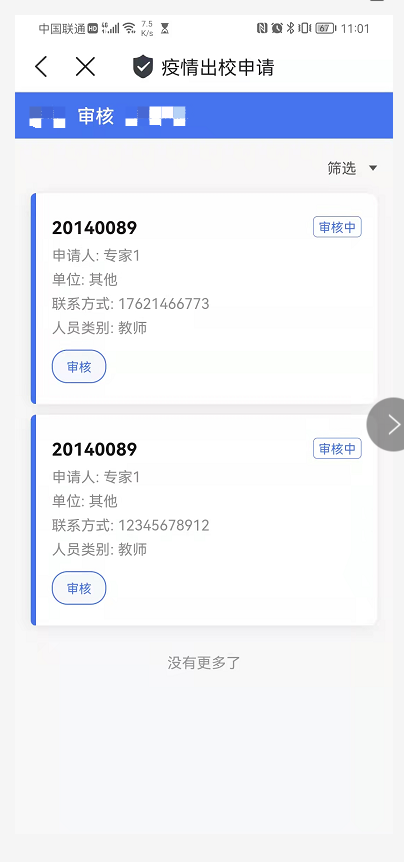 中国联通 HD 46 7.5 K/s 67 11:01
疫情出校申请
审核
筛选
20140089 审核中
申请人: 专家1
单位: 其他
联系方式: 17621466773
人员类别: 教师
审核
20140089 审核中
申请人: 专家1
单位: 其他
联系方式: 12345678912
人员类别: 教师
审核
没有更多了